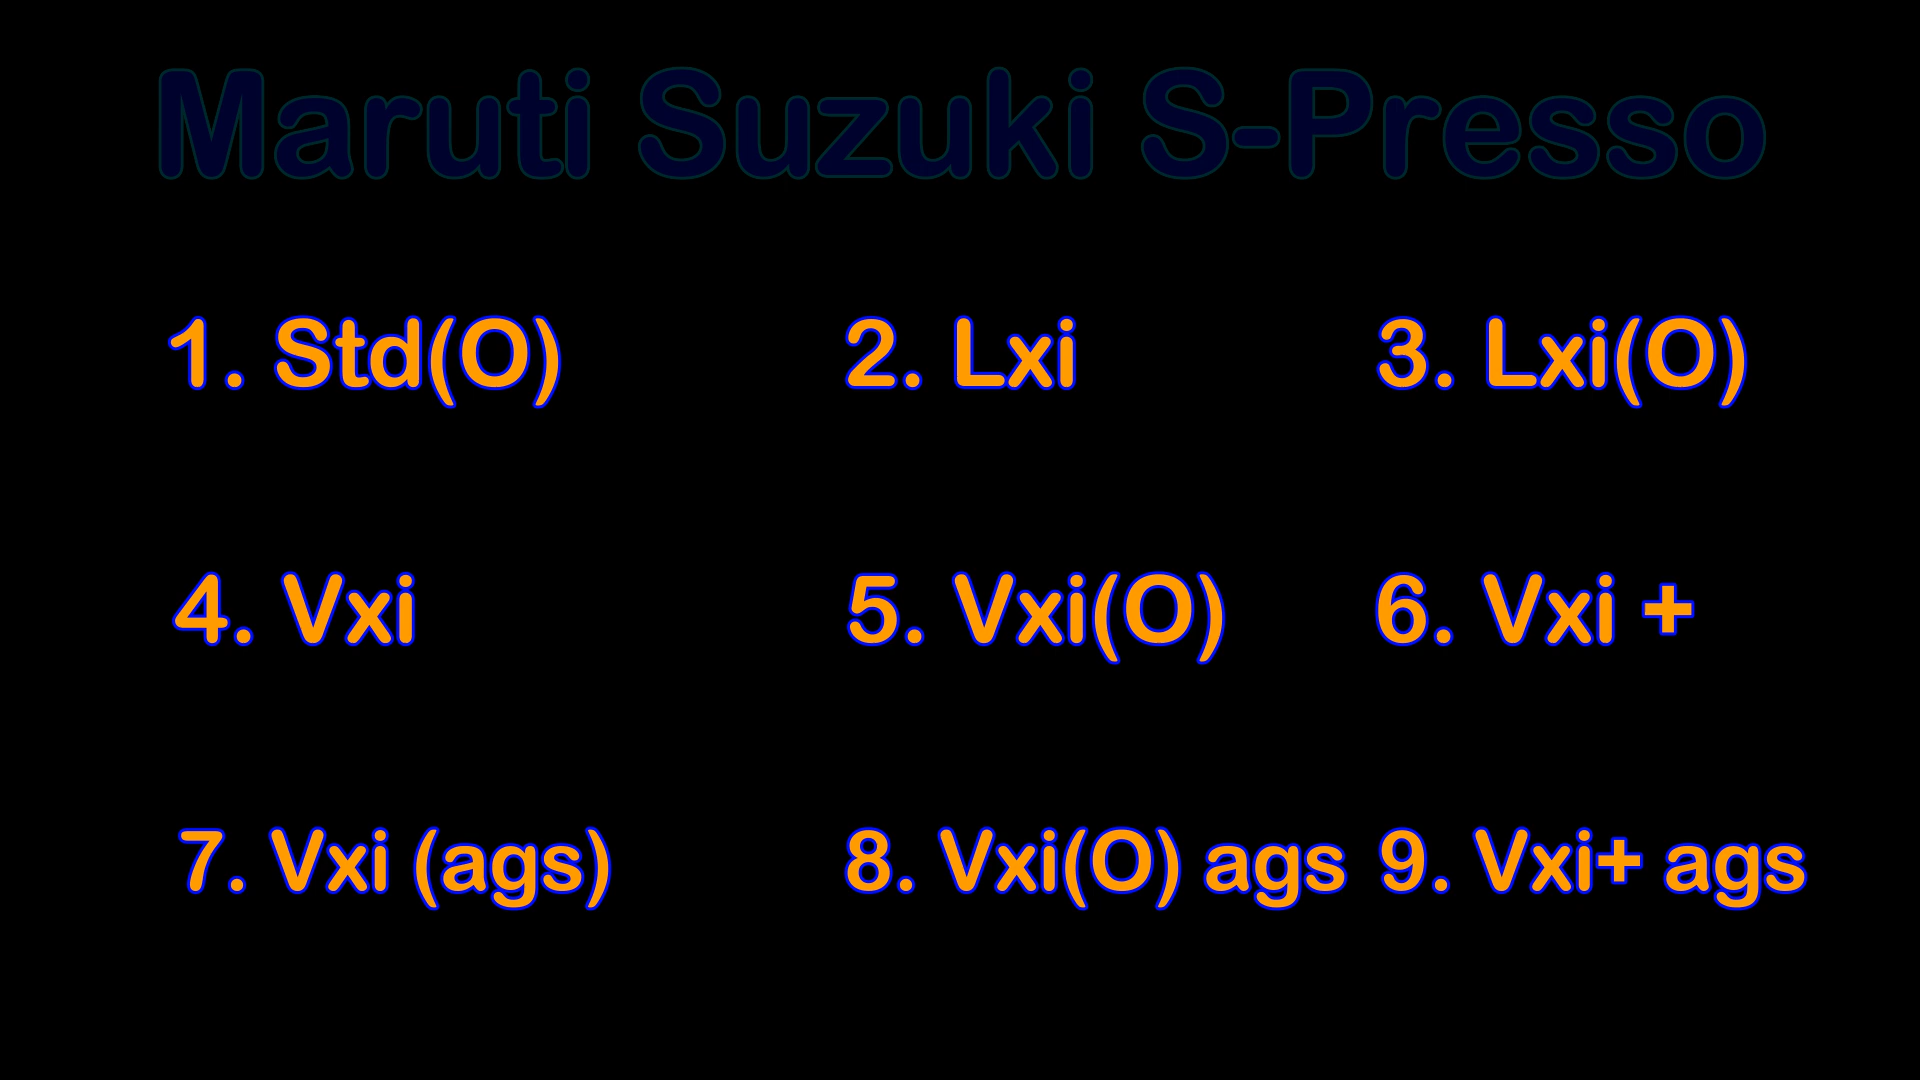 Maruti Suzuki S-Presso
1. Std(O) 2. Lxi 3. Lxi(O)
4. Vxi 5. Vxi(O) 6. Vxi +
7. Vxi (ags) 8. Vxi(O) ags 9. Vxi+ ags